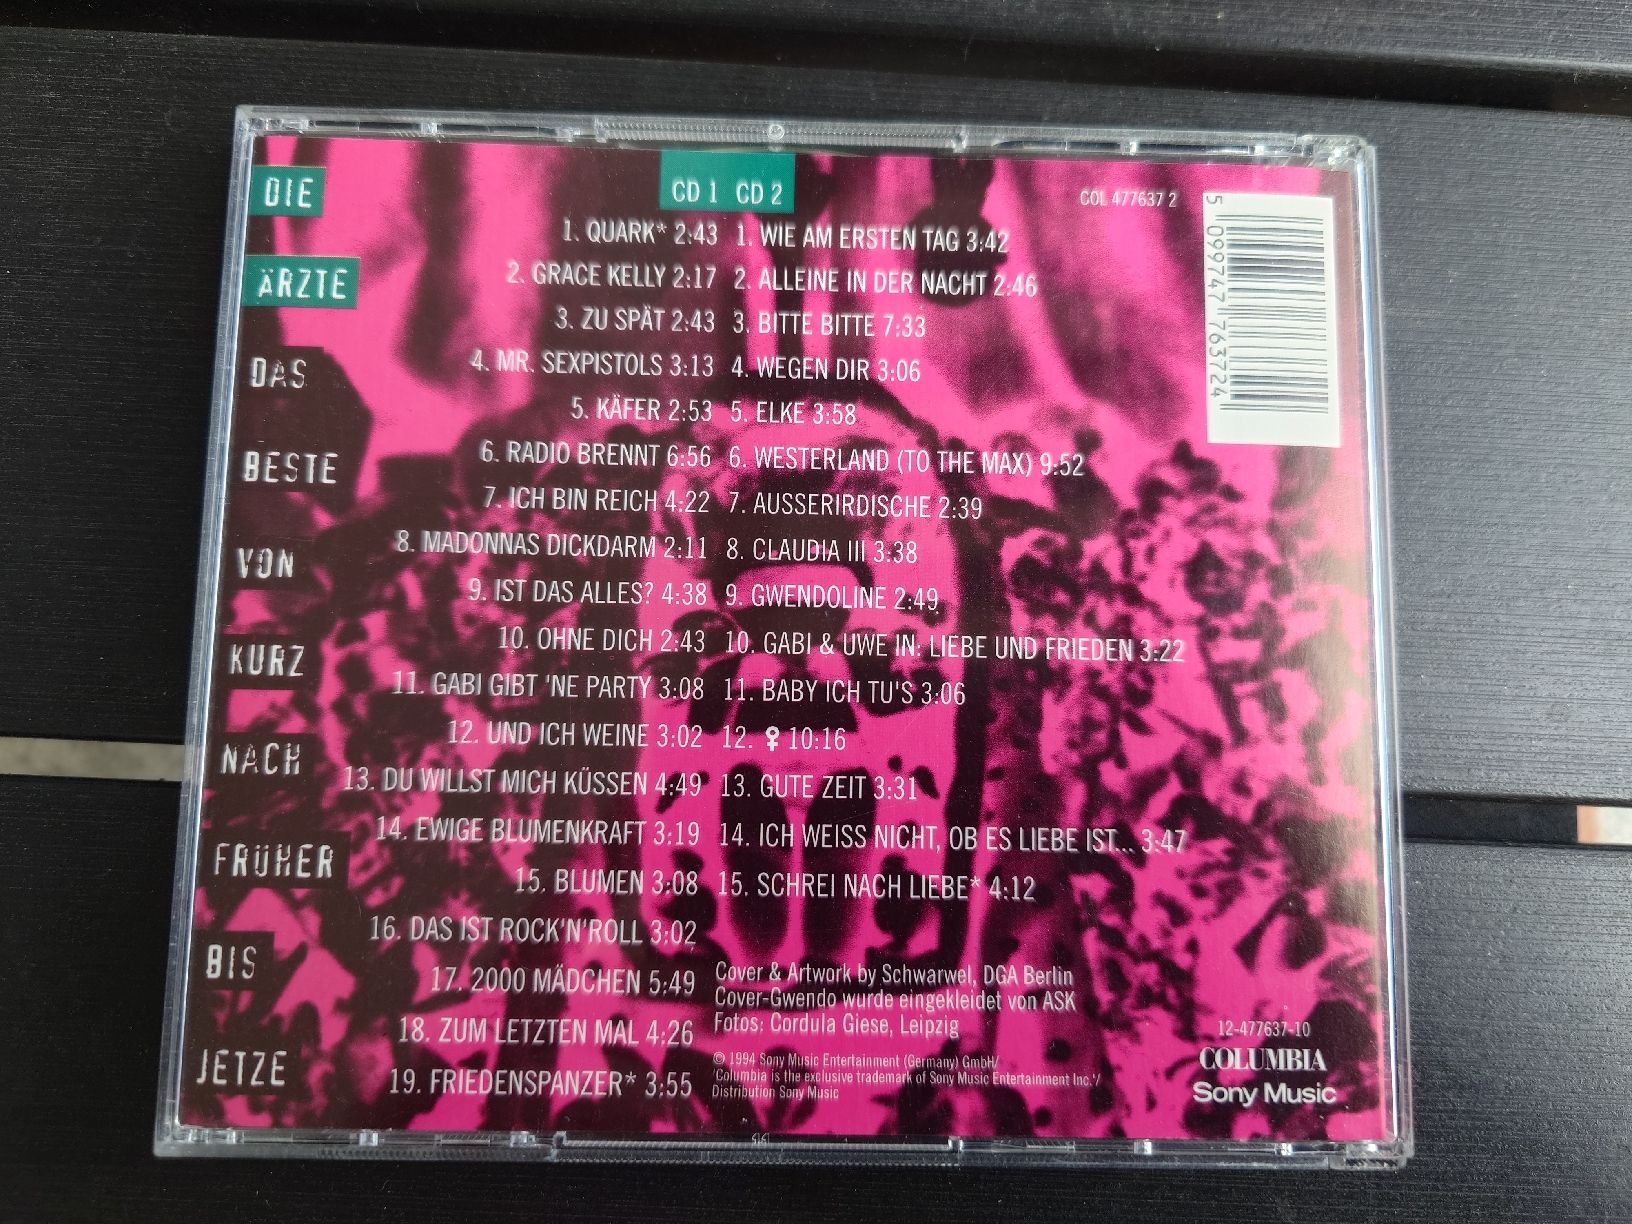 DIE
ÄRZTE
DAS
BESTE
VON
KURZ
NACH
FRÜHER
BIS
JETZE
CD 1
1. QUARK* 2:43
2. GRACE KELLY 2:17
3. ZU SPÄT 2:43
4. MR. SEXPISTOLS 3:13
5. KÄFER 2:53
6. RADIO BRENNT 6:56
7. ICH BIN REICH 4:22
8. MADONNAS DICKDARM 2:11
9. IST DAS ALLES? 4:38
10. OHNE DICH 2:43
11. GABI GIBT 'NE PARTY 3:08
12. UND ICH WEINE 3:02
13. DU WILLST MICH KÜSSEN 4:49
14. EWIGE BLUMENKRAFT 3:19
15. BLUMEN 3:08
16. DAS IST ROCK'N'ROLL 3:02
17. 2000 MÄDCHEN 5:49
18. ZUM LETZTEN MAL 4:26
19. FRIEDENSPANZER* 3:55
CD 2
1. WIE AM ERSTEN TAG 3:42
2. ALLEINE IN DER NACHT 2:46
3. BITTE BITTE 7:33
4. WEGEN DIR 3:06
5. ELKE 3:58
6. WESTERLAND (TO THE MAX) 9:52
7. AUSSERIRDISCHE 2:39
8. CLAUDIA III 3:38
9. GWENDOLINE 2:49
10. GABI & UWE IN: LIEBE UND FRIEDEN 3:22
11. BABY ICH TU'S 3:06
12. ♀ 10:16
13. GUTE ZEIT 3:31
14. ICH WEISS NICHT, OB ES LIEBE IST... 3:47
15. SCHREI NACH LIEBE* 4:12
Cover & Artwork by Schwarwel, DGA Berlin
Cover-Gwendo wurde eingekleidet von ASK
Fotos: Cordula Giese, Leipzig
© 1994 Sony Music Entertainment (Germany) GmbH/
'Columbia is the exclusive trademark of Sony Music Entertainment Inc.'/
Distribution Sony Music
COL 477637 2
5 099747 763724
12-477637-10
COLUMBIA
Sony Music